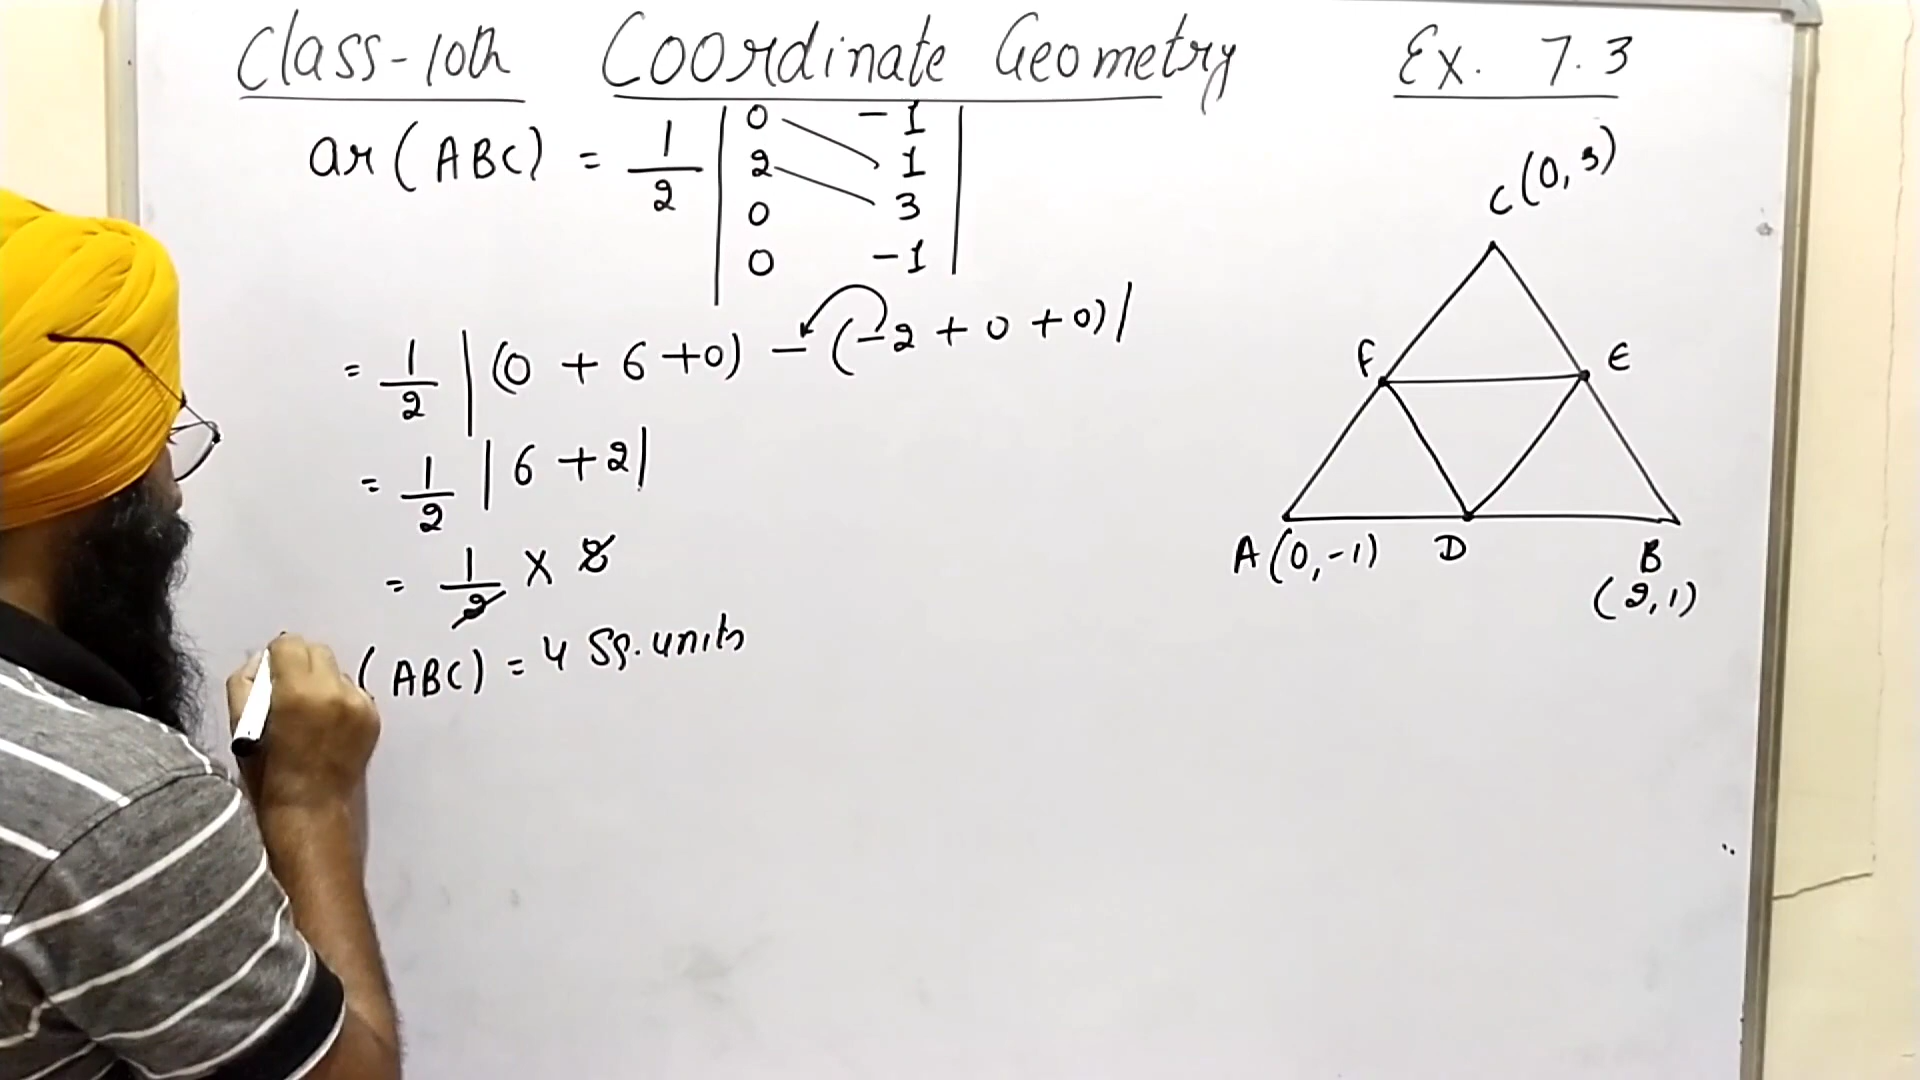 Class-10th Coordinate Geometry Ex. 7.3
ar(ABC) = 1/2 | 0 -1
2 1
0 3
0 -1 |
= 1/2 |(0 + 6 +0) - (-2 + 0 +0)|
= 1/2 | 6 +2|
= 1/2 × 8
(ABC) = 4 Sq. units
C(0, 3)
F E
A(0,-1) D B
(2,1)